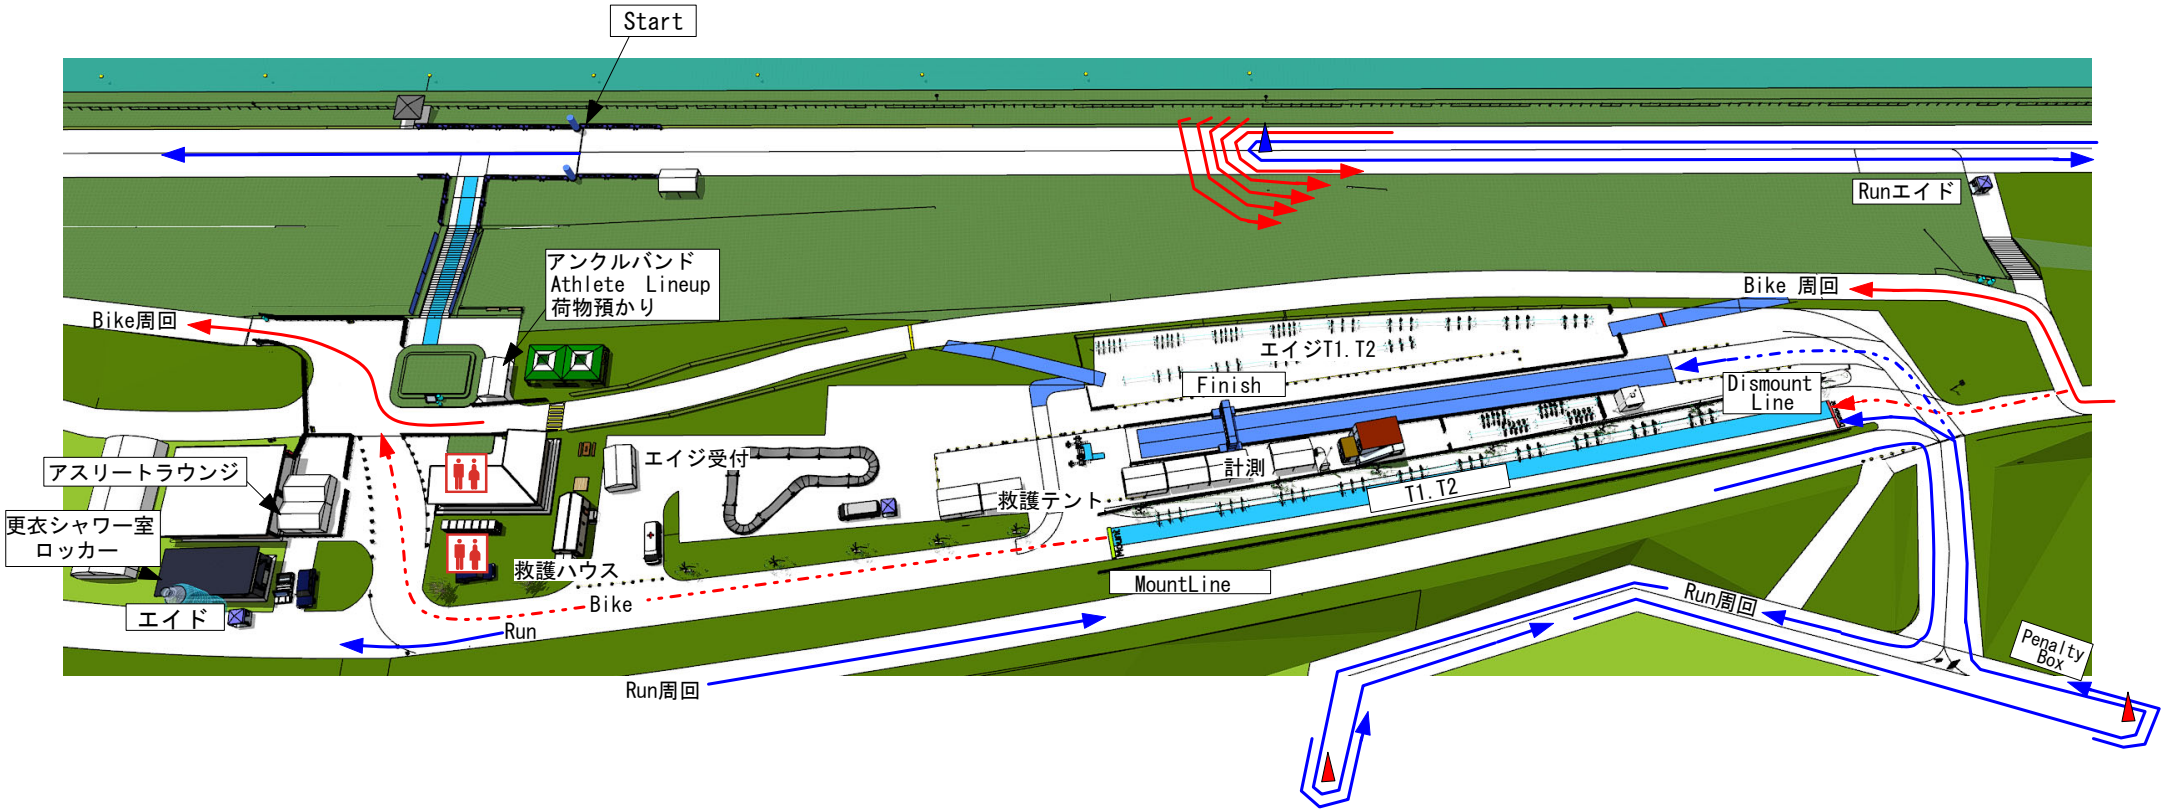 Start
Runエイド
アンクルバンド
Athlete Lineup
荷物預かり
Bike 周回
Bike周回
エイジT1.T2
Finish
Dismount
Line
エイジ受付
計測
アスリートラウンジ
救護テント
T1.T2
更衣シャワー室
ロッカー
救護ハウス
MountLine
Bike
Run周回
エイド
Run
Penalty
Box
Run周回